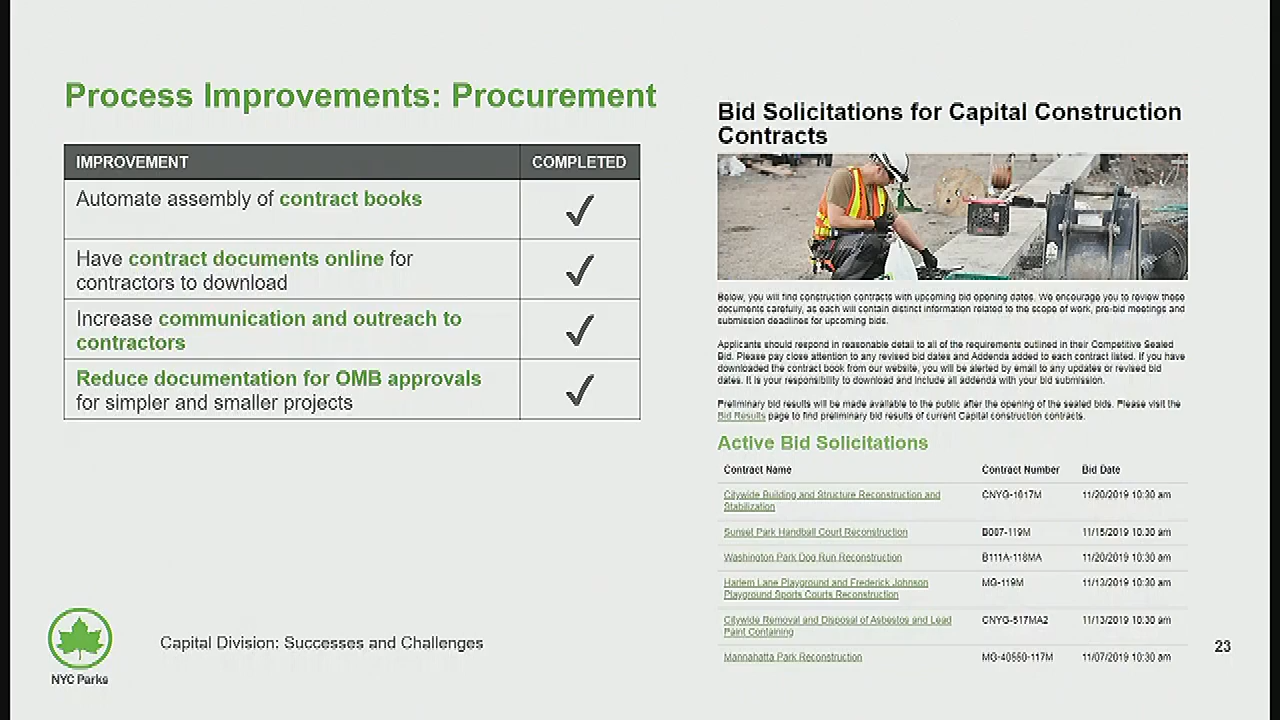 Process Improvements: Procurement
IMPROVEMENT COMPLETED
Automate assembly of contract books
Have contract documents online for
contractors to download
Increase communication and outreach to
contractors
Reduce documentation for OMB approvals
for simpler and smaller projects
Bid Solicitations for Capital Construction
Contracts
Below, you will find construction contracts with upcoming bid opening dates. We encourage you to review these
documents carefully, as each will contain distinct information related to the scope of work, pre-bid meetings and
submission deadlines for upcoming bids.
Applicants should respond in reasonable detail to all of the requirements outlined in their Competitive Sealed
Bid. Please pay close attention to any revised bid dates and Addenda added to each contract listed. If you have
downloaded the contract book from our website, you will be alerted by email to any updates or revised bid
dates. It is your responsibility to download and include all addenda with your bid submission.
Preliminary bid results will be made available to the public after the opening of the sealed bids. Please visit the
Bid Results page to find preliminary bid results of current Capital construction contracts.
Active Bid Solicitations
Contract Name Contract Number Bid Date
Citywide Building and Structure Reconstruction and CNYG-1617M 11/20/2019 10:30 am
Stabilization
Sunset Park Handball Court Reconstruction B087-119M 11/15/2019 10:30 am
Washington Park Dog Run Reconstruction B111A-118MA 11/20/2019 10:30 am
Harlem Lane Playground and Frederick Johnson MG-119M 11/13/2019 10:30 am
Playground Sports Courts Reconstruction
Citywide Removal and Disposal of Asbestos and Lead CNYG-517MA2 11/13/2019 10:30 am
Paint Containing
Mannahatta Park Reconstruction MG-40550-117M 11/07/2019 10:30 am
NYC Parks
Capital Division: Successes and Challenges
23